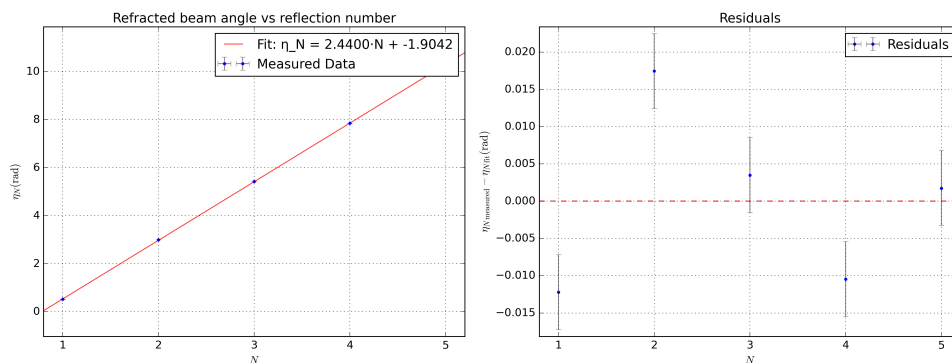 Refracted beam angle vs reflection number
Fit: η_N = 2.4400·N + -1.9042
Measured Data
10
8
6
4
2
0
η_N(rad)
1 2 3 4 5
N
Residuals
Residuals
0.020
0.015
0.010
0.005
0.000
−0.005
−0.010
−0.015
η_{N measured} − η_{N fit}(rad)
1 2 3 4 5
N